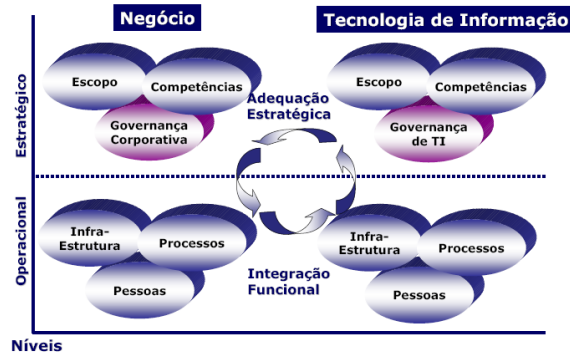 Negócio
Tecnologia de Informação
Estratégico
Escopo
Competências
Governança
Corporativa
Adequação
Estratégica
Escopo
Competências
Governança
de TI
Operacional
Infra-
Estrutura
Processos
Pessoas
Integração
Funcional
Infra-
Estrutura
Processos
Pessoas
Níveis